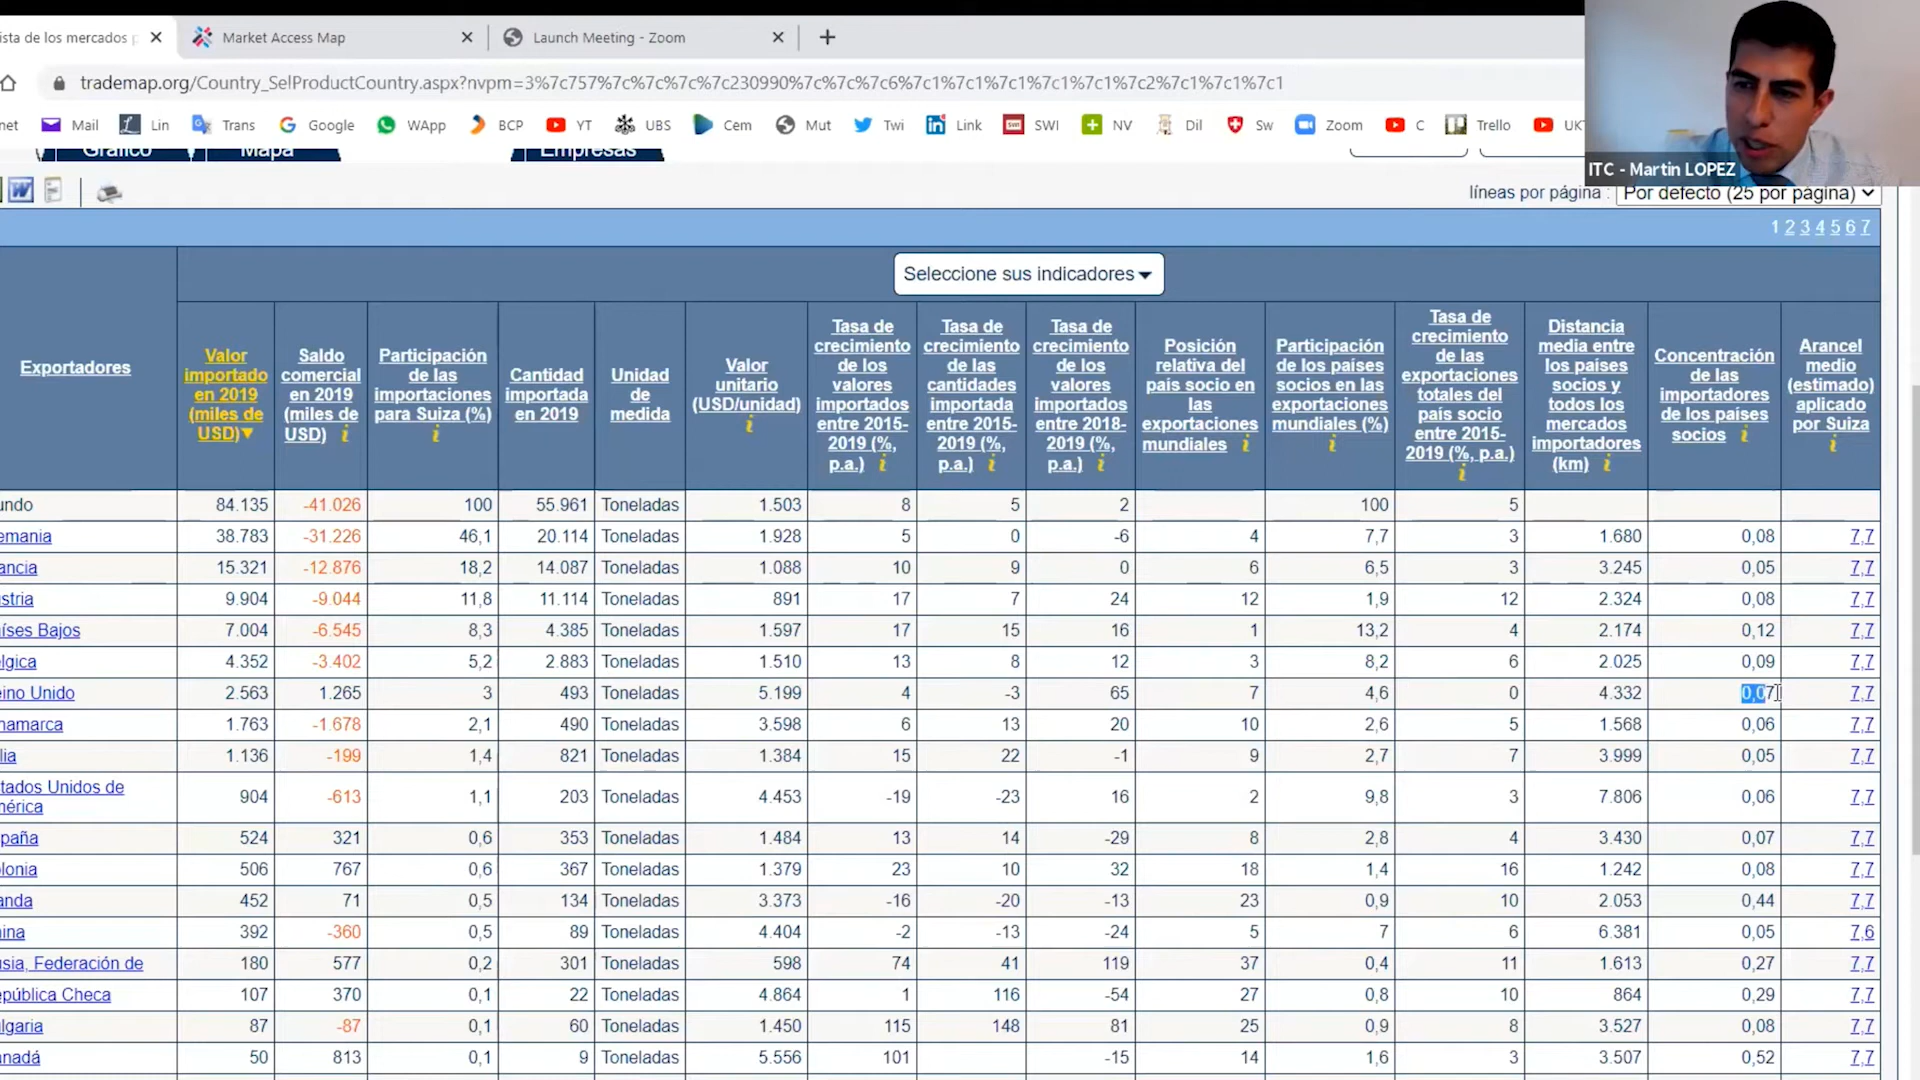 ista de los mercados p
Market Access Map
Launch Meeting - Zoom
trademap.org/Country_SelProductCountry.aspx?nvpm=3%7c757%7c%7c%7c%7c230990%7c%7c%7c6%7c1%7c1%7c1%7c1%7c1%7c2%7c1%7c1%7c1
net Mail Lin Trans Google WApp BCP YT UBS Cem Mut Twi Link SWI NV Dil Sw Zoom C Trello UK
Gráfico Mapa Empresas
ITC - Martin LOPEZ
líneas por página : Por defecto (25 por página)
1 2 3 4 5 6 7
Seleccione sus indicadores
Exportadores
Valor importado en 2019 (miles de USD)▼
Saldo comercial en 2019 (miles de USD) i
Participación de las importaciones para Suiza (%) i
Cantidad importada en 2019
Unidad de medida
Valor unitario (USD/unidad) i
Tasa de crecimiento de los valores importados entre 2015-2019 (%, p.a.) i
Tasa de crecimiento de las cantidades importada entre 2015-2019 (%, p.a.) i
Tasa de crecimiento de los valores importados entre 2018-2019 (%, p.a.) i
Posición relativa del país socio en las exportaciones mundiales i
Participación de los países socios en las exportaciones mundiales (%) i
Tasa de crecimiento de las exportaciones totales del país socio entre 2015-2019 (%, p.a.) i
Distancia media entre los países socios y todos los mercados importadores (km) i
Concentración de las importaciones de los países socios i
Arancel medio (estimado) aplicado por Suiza i
undo 84.135 -41.026 100 55.961 Toneladas 1.503 8 5 2 100 5
emania 38.783 -31.226 46,1 20.114 Toneladas 1.928 5 0 -6 4 7,7 3 1.680 0,08 7,7
ancia 15.321 -12.876 18,2 14.087 Toneladas 1.088 10 9 0 6 6,5 3 3.245 0,05 7,7
stria 9.904 -9.044 11,8 11.114 Toneladas 891 17 7 24 12 1,9 12 2.324 0,08 7,7
íses Bajos 7.004 -6.545 8,3 4.385 Toneladas 1.597 17 15 16 1 13,2 4 2.174 0,12 7,7
lgica 4.352 -3.402 5,2 2.883 Toneladas 1.510 13 8 12 3 8,2 6 2.025 0,09 7,7
eino Unido 2.563 1.265 3 493 Toneladas 5.199 4 -3 65 7 4,6 0 4.332 0,07 7,7
namarca 1.763 -1.678 2,1 490 Toneladas 3.598 6 13 20 10 2,6 5 1.568 0,06 7,7
lia 1.136 -199 1,4 821 Toneladas 1.384 15 22 -1 9 2,7 7 3.999 0,05 7,7
tados Unidos de
mérica 904 -613 1,1 203 Toneladas 4.453 -19 -23 16 2 9,8 3 7.806 0,06 7,7
paña 524 321 0,6 353 Toneladas 1.484 13 14 -29 8 2,8 4 3.430 0,07 7,7
lonia 506 767 0,6 367 Toneladas 1.379 23 10 32 18 1,4 16 1.242 0,08 7,7
anda 452 71 0,5 134 Toneladas 3.373 -16 -20 -13 23 0,9 10 2.053 0,44 7,7
ina 392 -360 0,5 89 Toneladas 4.404 -2 -13 -24 5 7 6 6.381 0,05 7,6
usia, Federación de 180 577 0,2 301 Toneladas 598 74 41 119 37 0,4 11 1.613 0,27 7,7
epública Checa 107 370 0,1 22 Toneladas 4.864 1 116 -54 27 0,8 10 864 0,29 7,7
lgaria 87 -87 0,1 60 Toneladas 1.450 115 148 81 25 0,9 8 3.527 0,08 7,7
anadá 50 813 0,1 9 Toneladas 5.556 101 -15 14 1,6 3 3.507 0,52 7,7